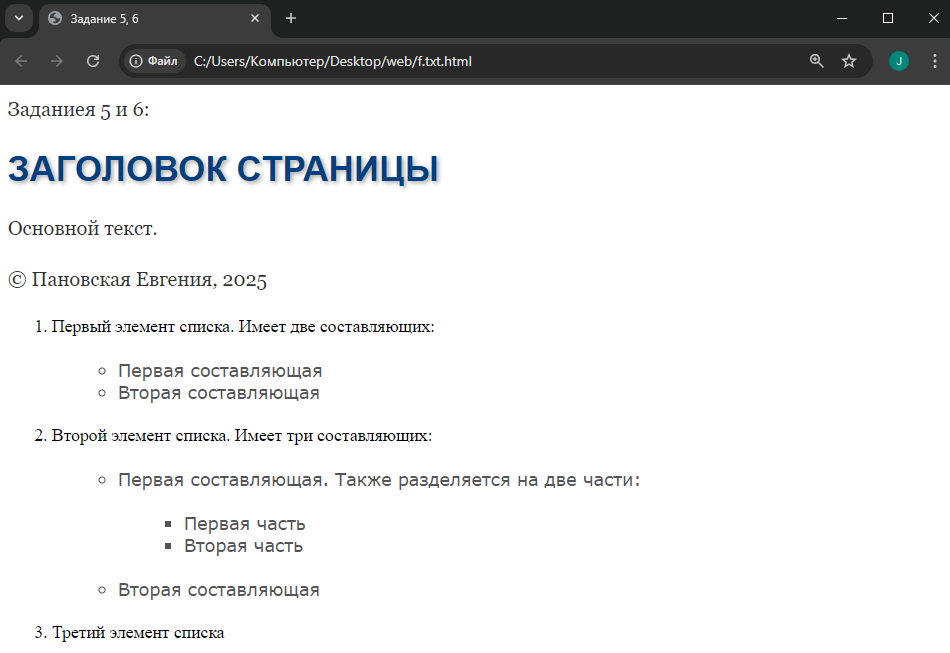 Задание 5, 6
Файл C:/Users/Компьютер/Desktop/web/f.txt.html J
Заданиея 5 и 6:
ЗАГОЛОВОК СТРАНИЦЫ
Основной текст.
© Пановская Евгения, 2025
1. Первый элемент списка. Имеет две составляющих:
Первая составляющая
Вторая составляющая
2. Второй элемент списка. Имеет три составляющих:
Первая составляющая. Также разделяется на две части:
Первая часть
Вторая часть
Вторая составляющая
3. Третий элемент списка